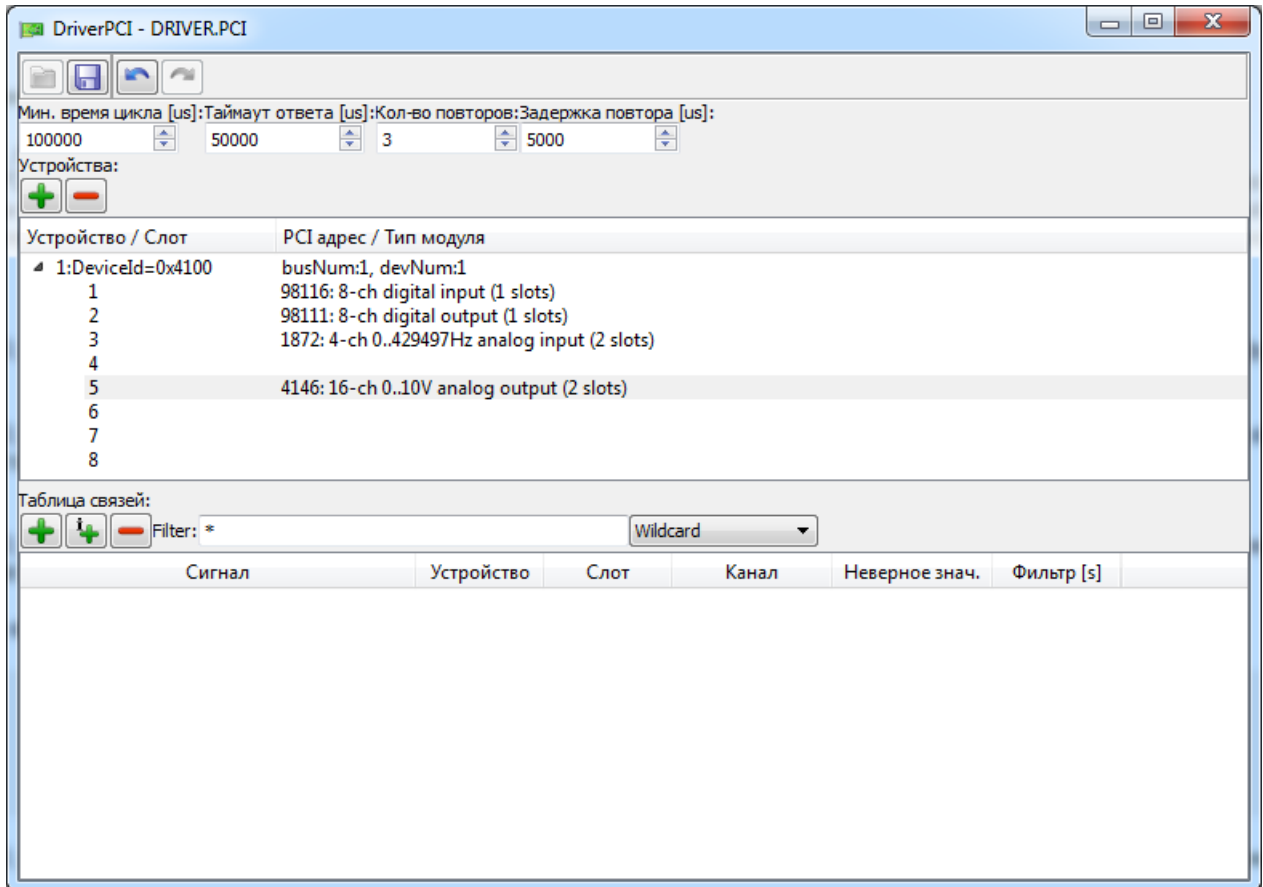 DriverPCI - DRIVER.PCI
Мин. время цикла [us]:Таймаут ответа [us]:Кол-во повторов:Задержка повтора [us]:
100000 50000 3 5000
Устройства:
Устройство / Слот PCI адрес / Тип модуля
1:DeviceId=0x4100 busNum:1, devNum:1
1 98116: 8-ch digital input (1 slots)
2 98111: 8-ch digital output (1 slots)
3 1872: 4-ch 0..429497Hz analog input (2 slots)
4
5 4146: 16-ch 0..10V analog output (2 slots)
6
7
8
Таблица связей:
i Filter: * Wildcard
Сигнал Устройство Слот Канал Неверное знач. Фильтр [s]